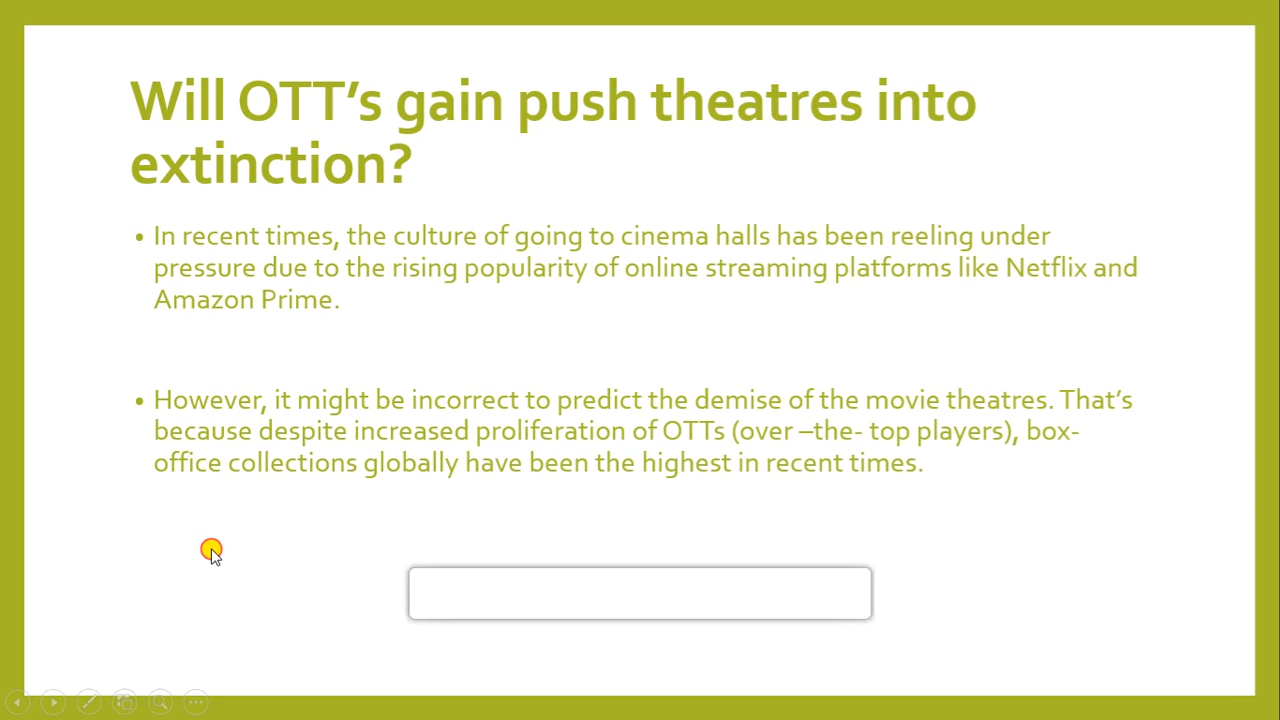 Will OTT’s gain push theatres into
extinction?
• In recent times, the culture of going to cinema halls has been reeling under
pressure due to the rising popularity of online streaming platforms like Netflix and
Amazon Prime.
• However, it might be incorrect to predict the demise of the movie theatres. That’s
because despite increased proliferation of OTTs (over –the- top players), box-
office collections globally have been the highest in recent times.